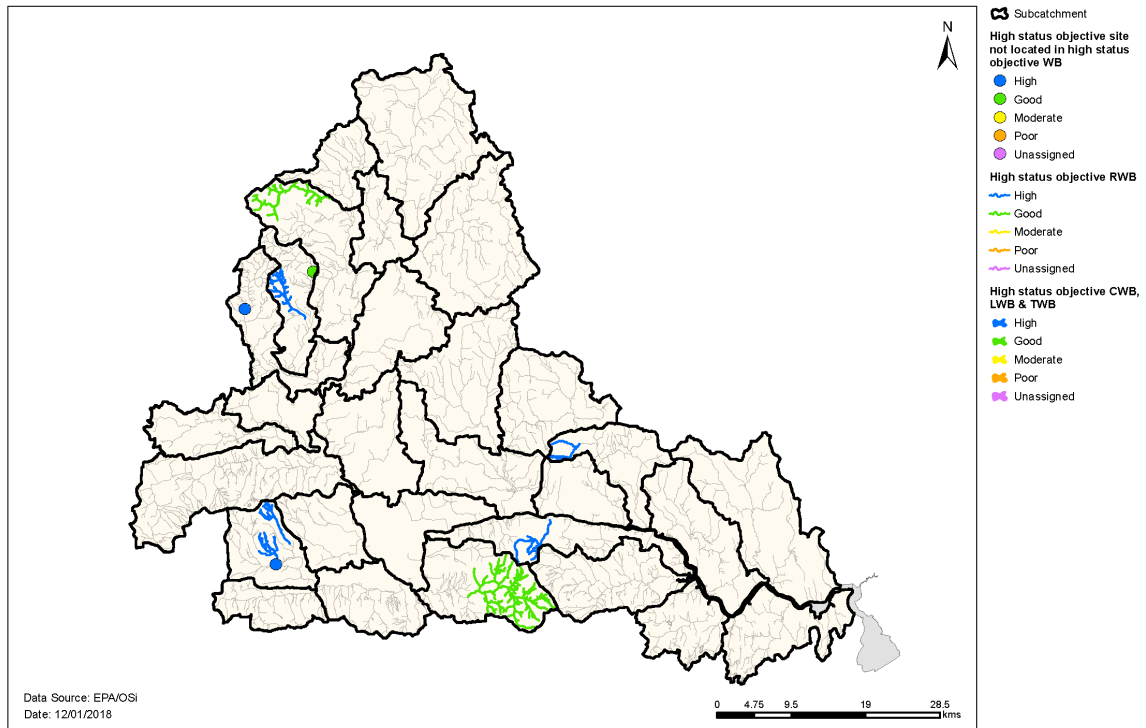 N
Subcatchment
High status objective site
not located in high status
objective WB
High
Good
Moderate
Poor
Unassigned
High status objective RWB
High
Good
Moderate
Poor
Unassigned
High status objective CWB,
LWB & TWB
High
Good
Moderate
Poor
Unassigned
Data Source: EPA/OSi
Date: 12/01/2018
0 4.75 9.5 19 28.5
kms